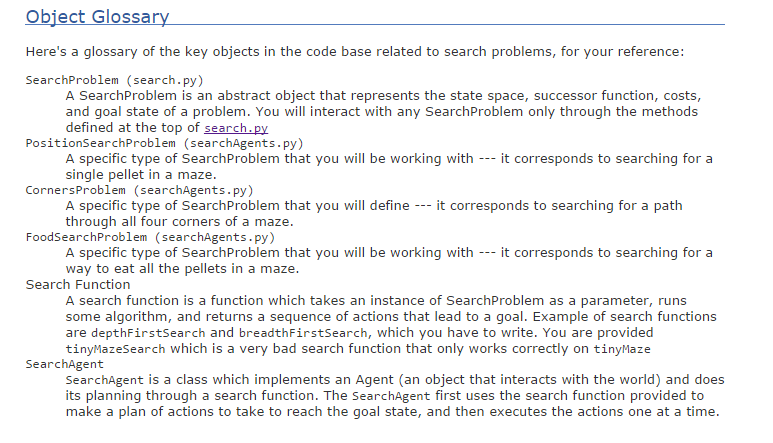 Object Glossary
Here's a glossary of the key objects in the code base related to search problems, for your reference:
SearchProblem (search.py)
A SearchProblem is an abstract object that represents the state space, successor function, costs,
and goal state of a problem. You will interact with any SearchProblem only through the methods
defined at the top of search.py
PositionSearchProblem (searchAgents.py)
A specific type of SearchProblem that you will be working with --- it corresponds to searching for a
single pellet in a maze.
CornersProblem (searchAgents.py)
A specific type of SearchProblem that you will define --- it corresponds to searching for a path
through all four corners of a maze.
FoodSearchProblem (searchAgents.py)
A specific type of SearchProblem that you will be working with --- it corresponds to searching for a
way to eat all the pellets in a maze.
Search Function
A search function is a function which takes an instance of SearchProblem as a parameter, runs
some algorithm, and returns a sequence of actions that lead to a goal. Example of search functions
are depthFirstSearch and breadthFirstSearch, which you have to write. You are provided
tinyMazeSearch which is a very bad search function that only works correctly on tinyMaze
SearchAgent
SearchAgent is a class which implements an Agent (an object that interacts with the world) and does
its planning through a search function. The SearchAgent first uses the search function provided to
make a plan of actions to take to reach the goal state, and then executes the actions one at a time.